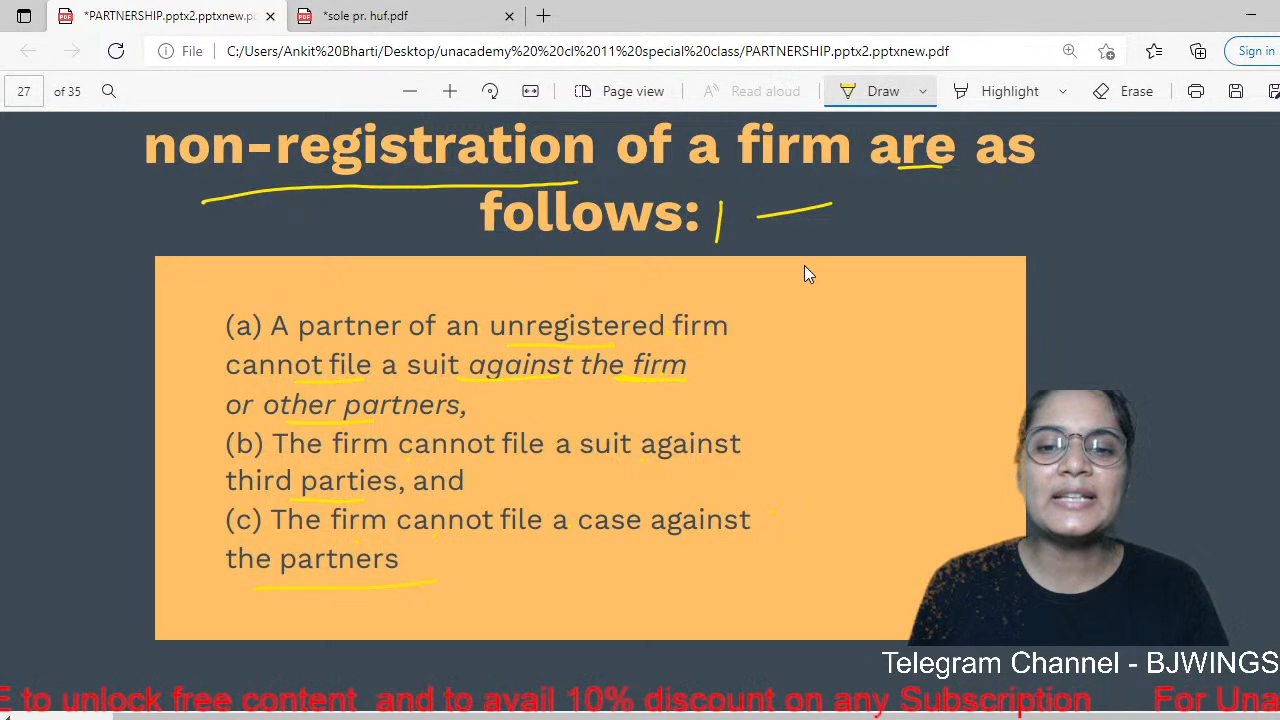 *PARTNERSHIP.pptx2.pptxnew.p
*sole pr. huf.pdf
File
C:/Users/Ankit%20Bharti/Desktop/unacademy%20%20cl%2011%20special%20class/PARTNERSHIP.pptx2.pptxnew.pdf
Sign in
27 of 35
Page view
Read aloud
Draw
Highlight
Erase
non-registration of a firm are as
follows:
(a) A partner of an unregistered firm
cannot file a suit against the firm
or other partners,
(b) The firm cannot file a suit against
third parties, and
(c) The firm cannot file a case against
the partners
Telegram Channel - BJWINGS
E to unlock free content and to avail 10% discount on any Subscription For Una